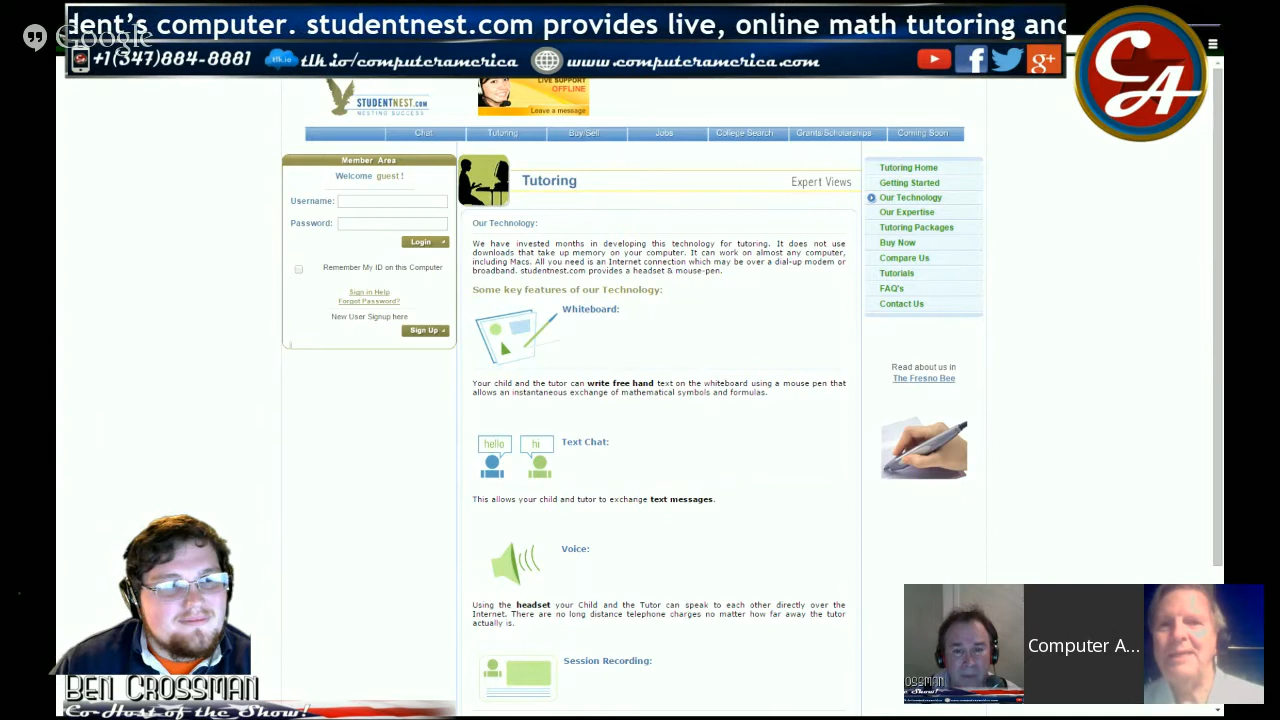 dent's computer. studentnest.com provides live, online math tutoring and
Google
+1(347)884-8881 tlk.io tlk.io/computeramerica www.computeramerica.com
g+
CA
STUDENTNEST.COM
NESTING SUCCESS
LIVE SUPPORT
OFFLINE
Leave a message
Chat Tutoring Buy/Sell Jobs College Search Grants/Scholarships Coming Soon
Member Area
Welcome guest !
Username:
Password:
Login
Remember My ID on this Computer
Sign in Help
Forgot Password?
New User Signup here
Sign Up
Tutoring Expert Views
Our Technology:
We have invested months in developing this technology for tutoring. It does not use
downloads that take up memory on your computer. It can work on almost any computer,
including Macs. All you need is an Internet connection which may be over a dial-up modem or
broadband. studentnest.com provides a headset & mouse-pen.
Some key features of our Technology:
Whiteboard:
Your child and the tutor can write free hand text on the whiteboard using a mouse pen that
allows an instantaneous exchange of mathematical symbols and formulas.
hello hi Text Chat:
This allows your child and tutor to exchange text messages.
Voice:
Using the headset your Child and the Tutor can speak to each other directly over the
Internet. There are no long distance telephone charges no matter how far away the tutor
actually is.
Session Recording:
Tutoring Home
Getting Started
Our Technology
Our Expertise
Tutoring Packages
Buy Now
Compare Us
Tutorials
FAQ's
Contact Us
Read about us in
The Fresno Bee
BEN CROSSMAN
Co-Host of the Show!
Computer A...